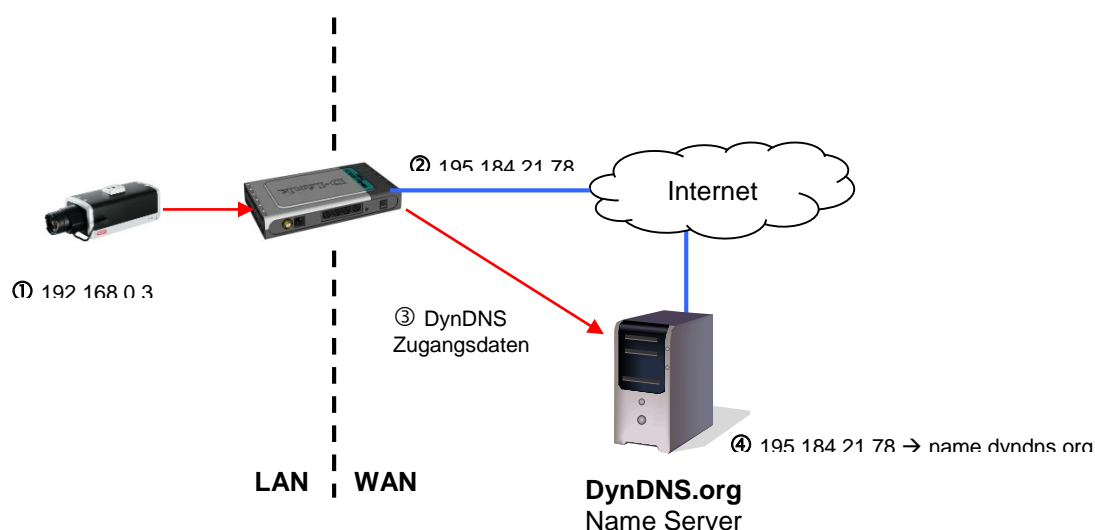 ② 195.184.21.78
Internet
D-Link
① 192.168.0.3
③ DynDNS
Zugangsdaten
④ 195.184.21.78 → name.dyndns.org
LAN
WAN
DynDNS.org
Name Server